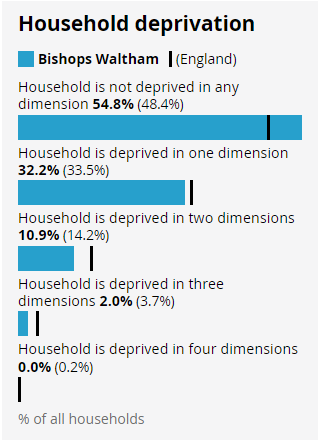 Household deprivation
Bishops Waltham (England)
Household is not deprived in any
dimension 54.8% (48.4%)
Household is deprived in one dimension
32.2% (33.5%)
Household is deprived in two dimensions
10.9% (14.2%)
Household is deprived in three
dimensions 2.0% (3.7%)
Household is deprived in four dimensions
0.0% (0.2%)
% of all households